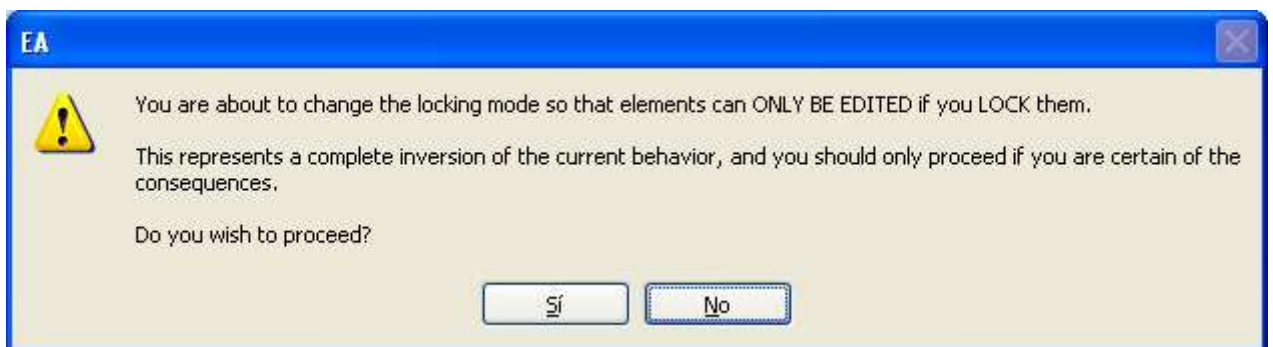 EA
You are about to change the locking mode so that elements can ONLY BE EDITED if you LOCK them.
This represents a complete inversion of the current behavior, and you should only proceed if you are certain of the
consequences.
Do you wish to proceed?
Sí
No